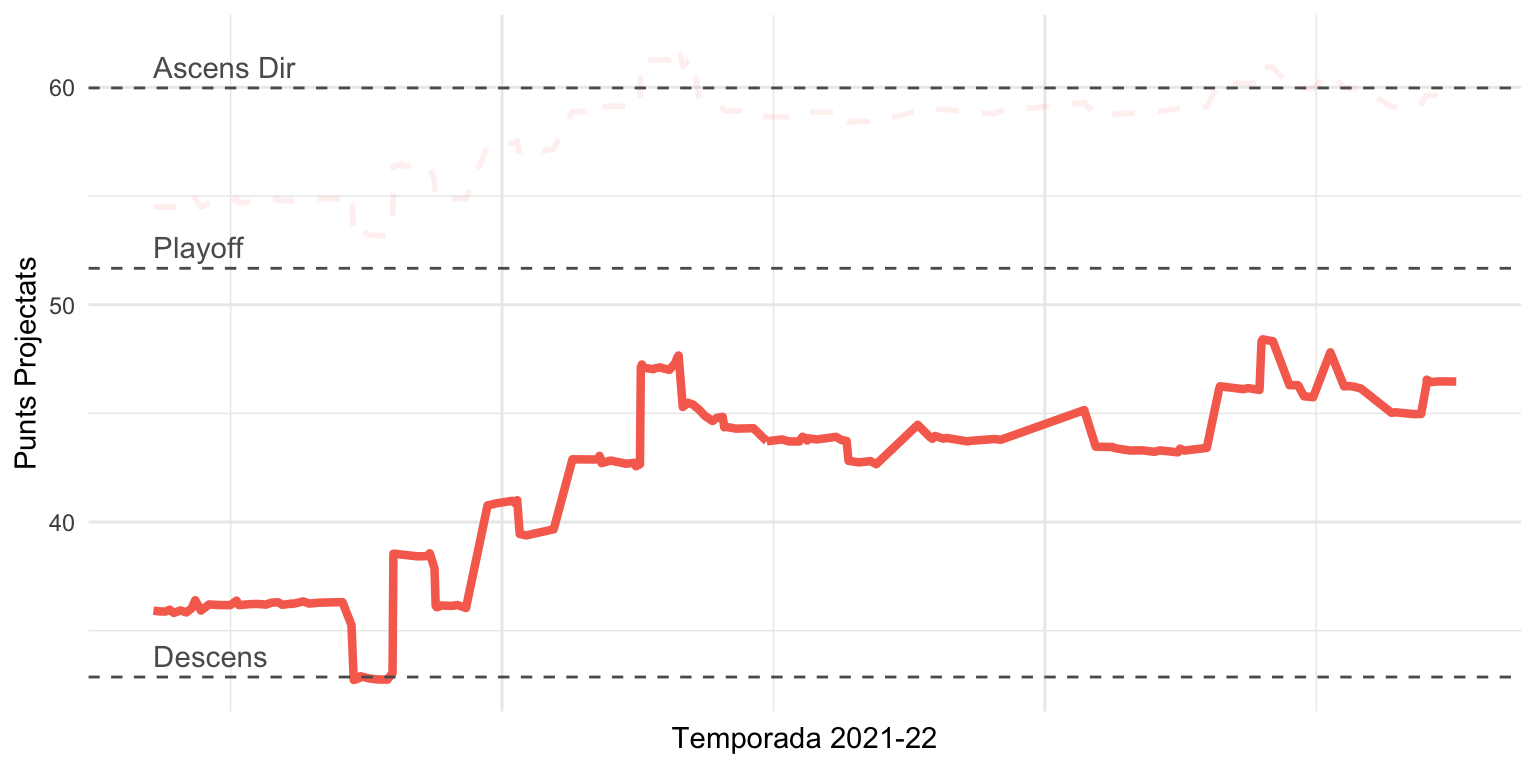 Ascens Dir
60
Playoff
50
Punts Projectats
40
Descens
Temporada 2021-22